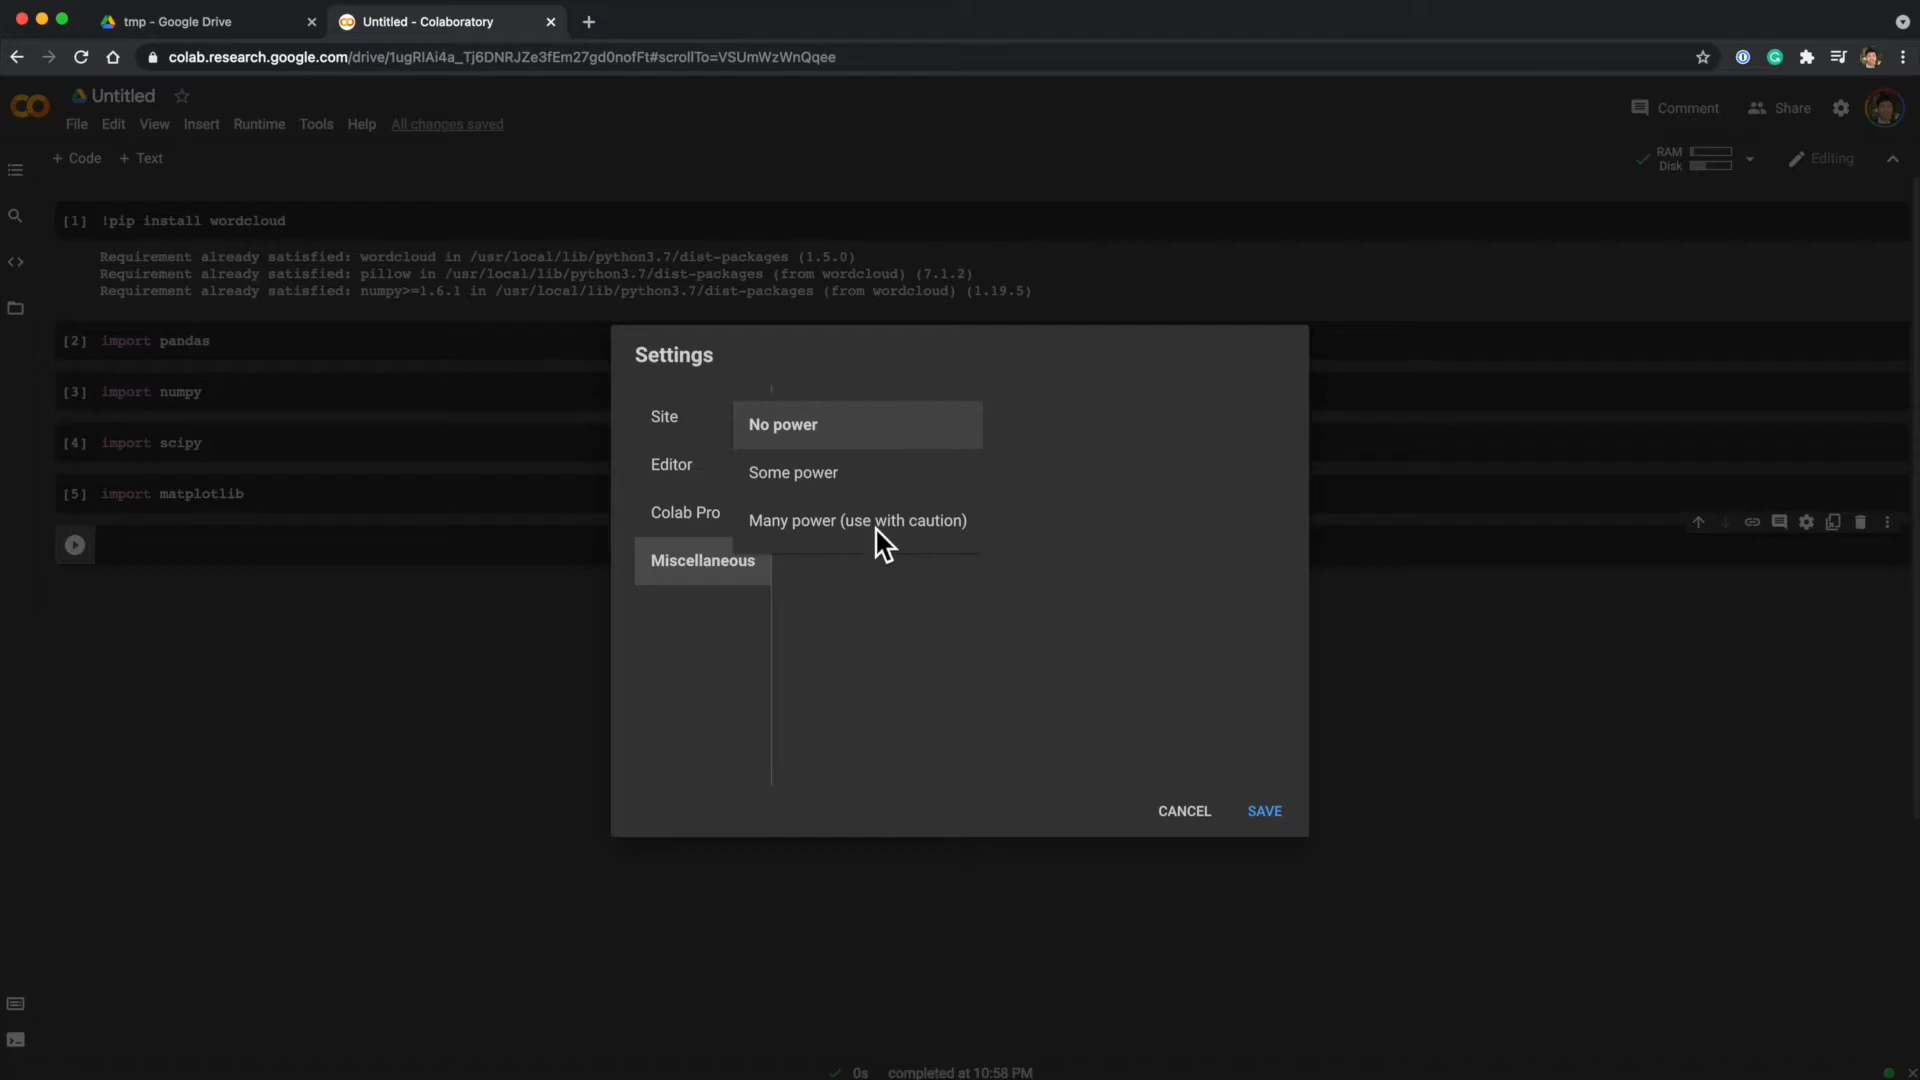 tmp - Google Drive
Untitled - Colaboratory
colab.research.google.com/drive/1ugRlAi4a_Tj6DNRJZe3fEm27gd0nofFt#scrollTo=VSUmWzWnQqee
Untitled
Comment
Share
File Edit View Insert Runtime Tools Help All changes saved
+ Code + Text
RAM
Disk
Editing
[1] !pip install wordcloud
Requirement already satisfied: wordcloud in /usr/local/lib/python3.7/dist-packages (1.5.0)
Requirement already satisfied: pillow in /usr/local/lib/python3.7/dist-packages (from wordcloud) (7.1.2)
Requirement already satisfied: numpy>=1.6.1 in /usr/local/lib/python3.7/dist-packages (from wordcloud) (1.19.5)
[2] import pandas
[3] import numpy
[4] import scipy
[5] import matplotlib
Settings
Site
Editor
Colab Pro
Miscellaneous
No power
Some power
Many power (use with caution)
CANCEL SAVE
0s completed at 10:58 PM